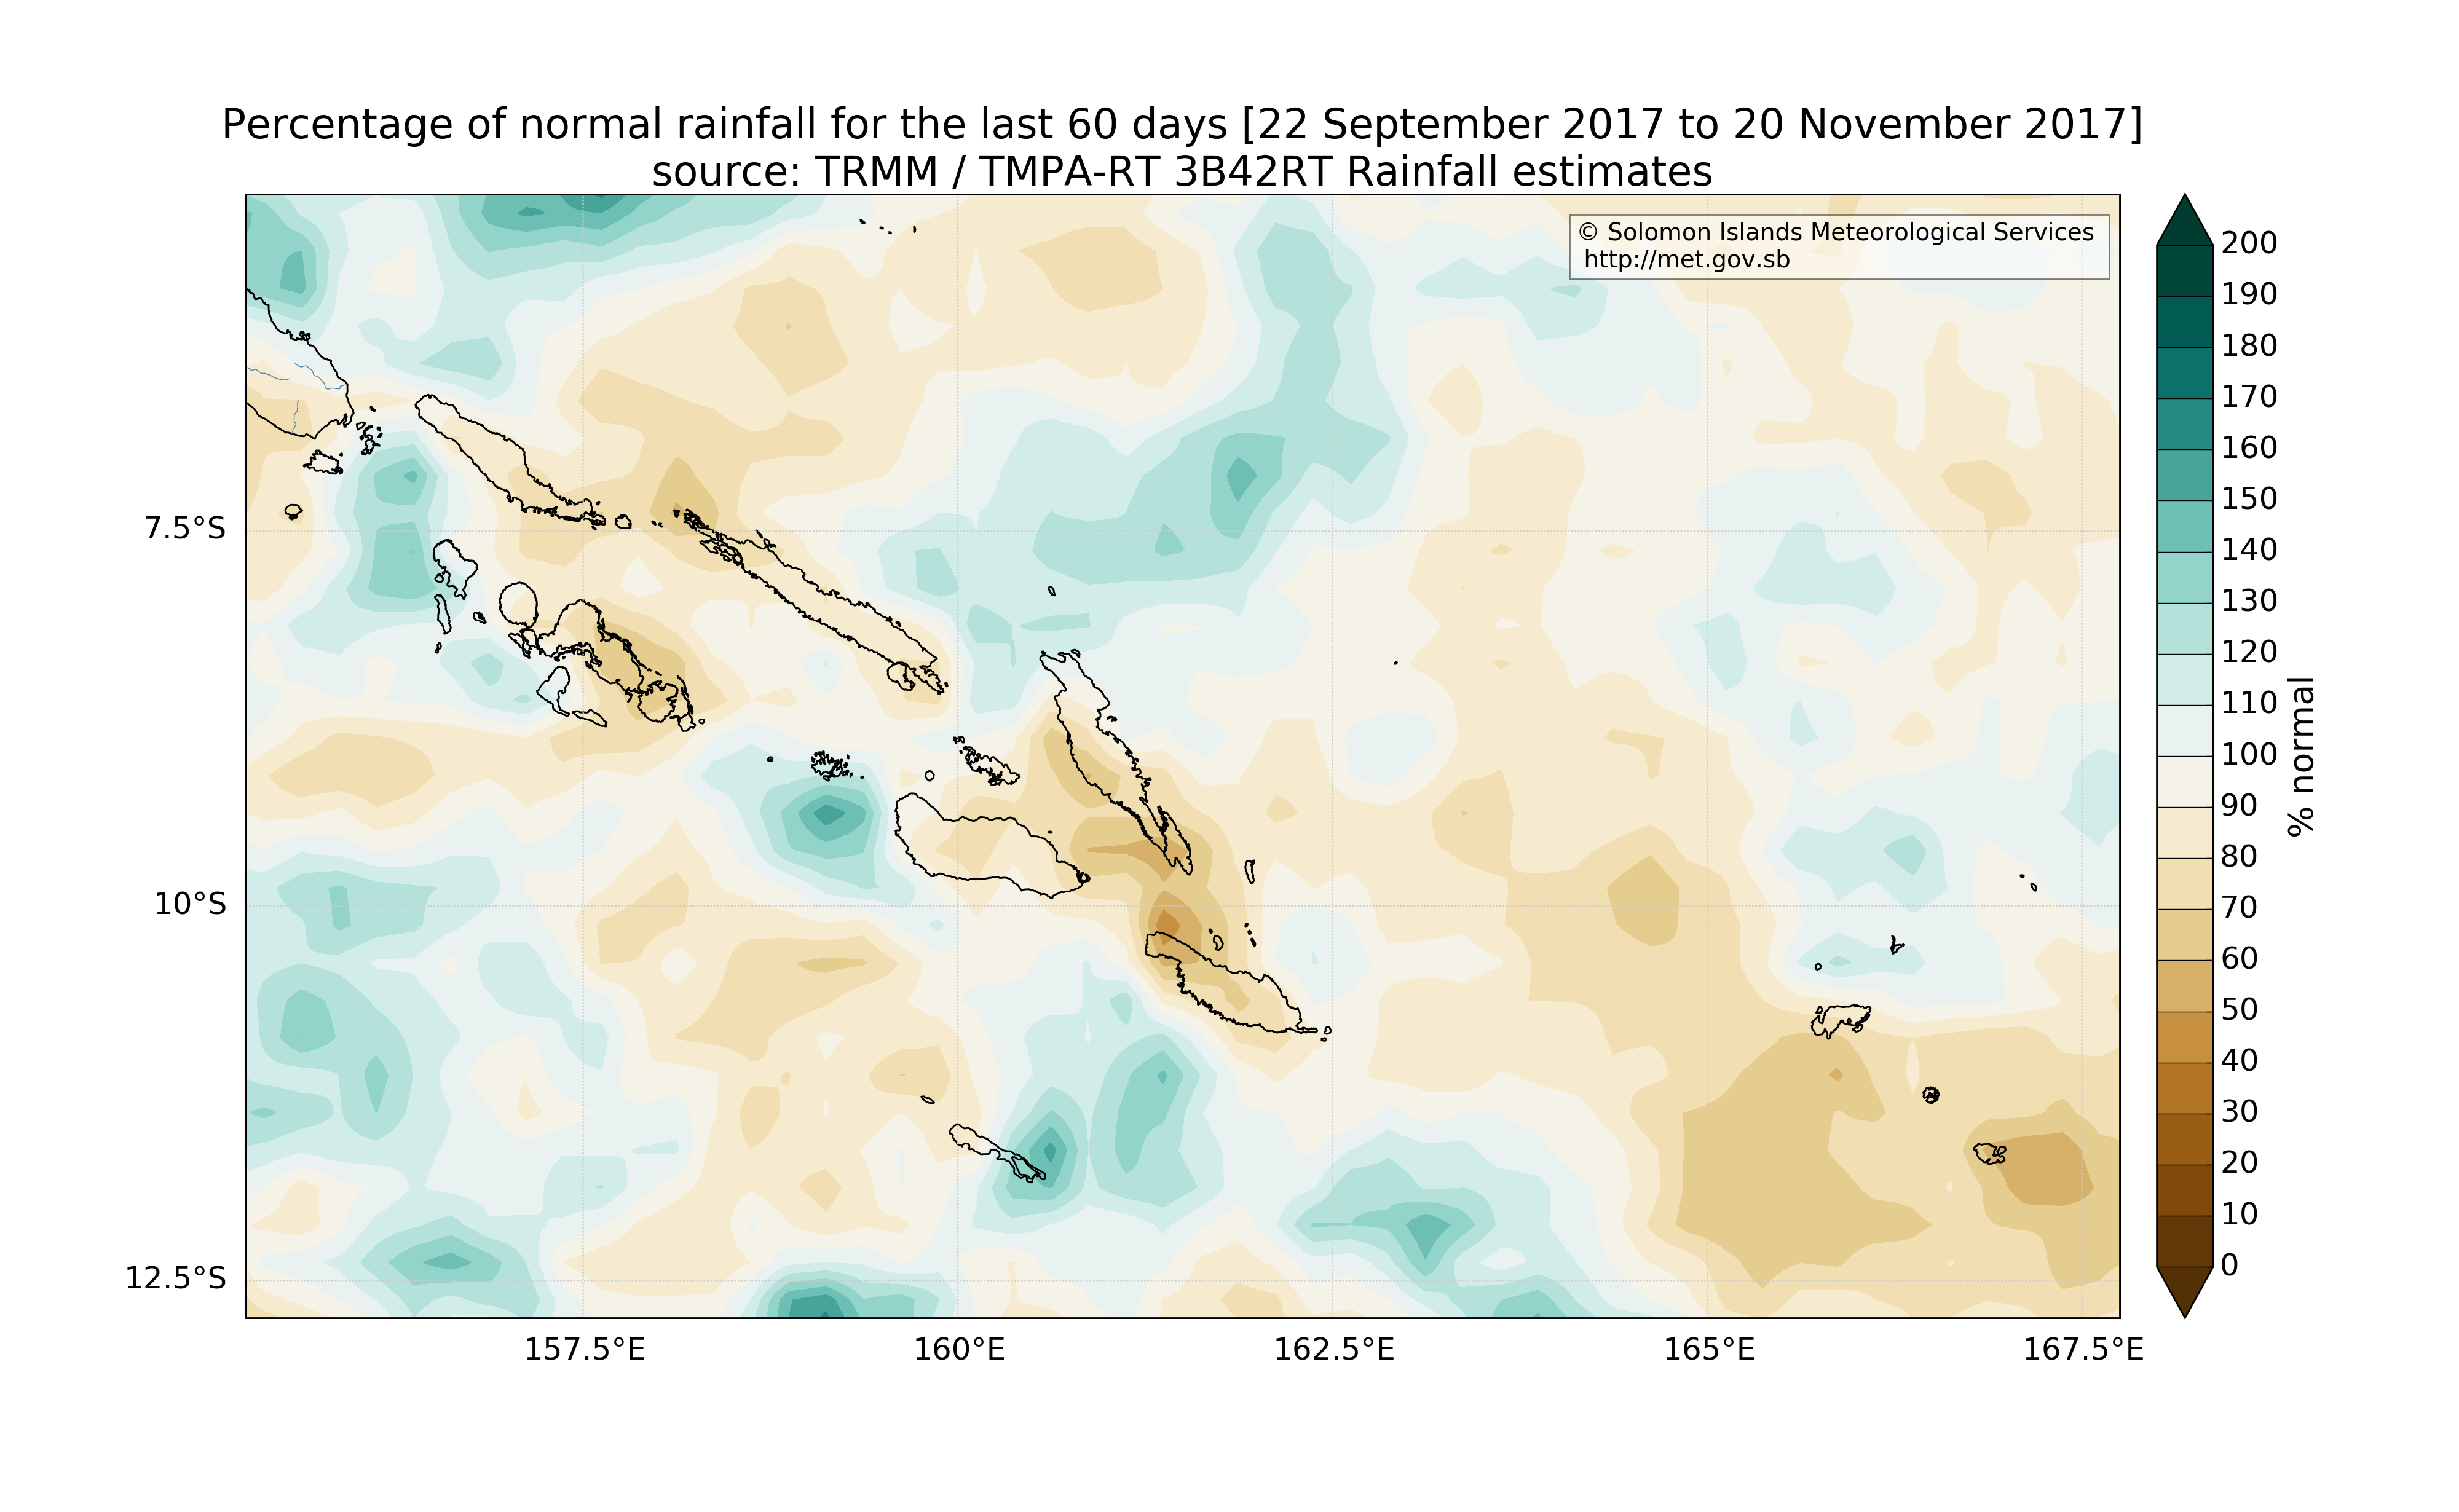 Percentage of normal rainfall for the last 60 days [22 September 2017 to 20 November 2017]
source: TRMM / TMPA-RT 3B42RT Rainfall estimates
© Solomon Islands Meteorological Services
http://met.gov.sb
7.5°S
10°S
12.5°S
157.5°E
160°E
162.5°E
165°E
167.5°E
200
190
180
170
160
150
140
130
120
110
100
90
80
70
60
50
40
30
20
10
0
% normal